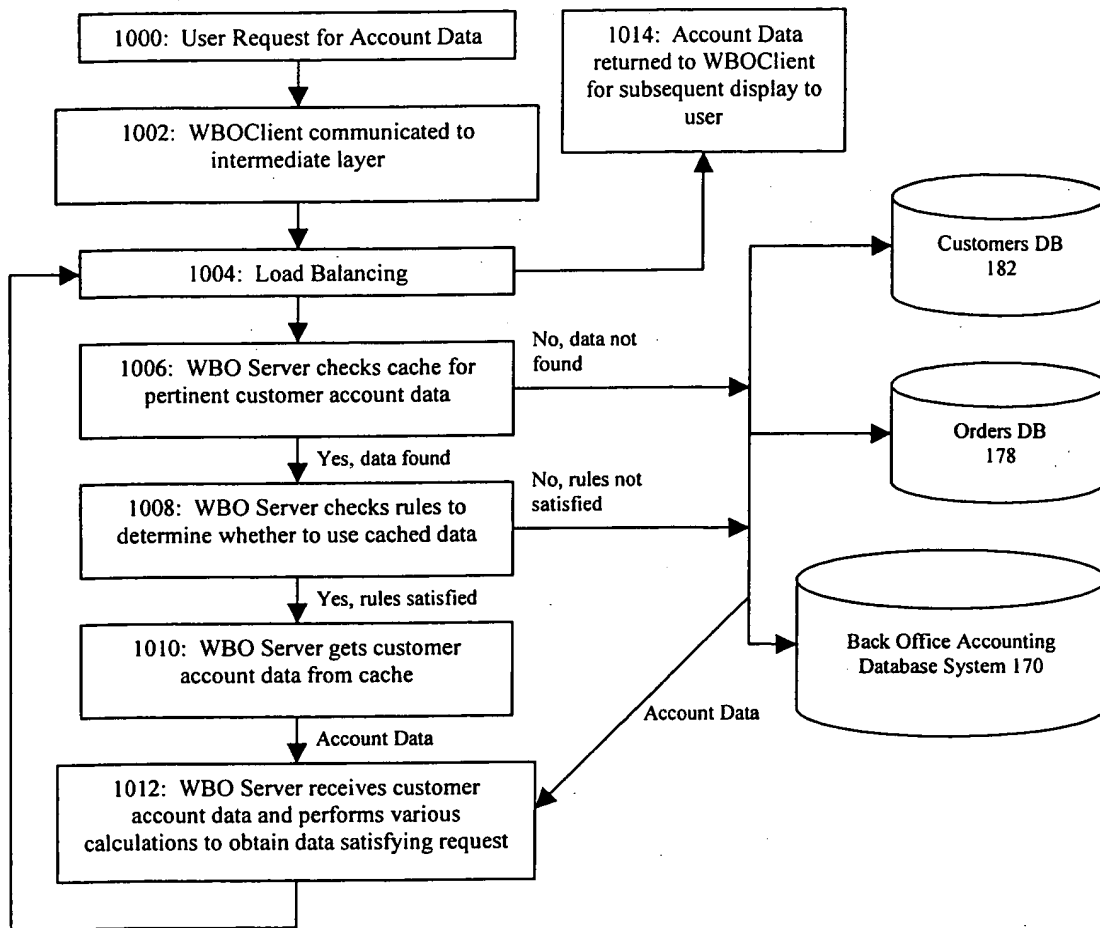 1000: User Request for Account Data
1014: Account Data
returned to WBOClient
for subsequent display to
user
1002: WBOClient communicated to
intermediate layer
Customers DB
182
1004: Load Balancing
No, data not
found
1006: WBO Server checks cache for
pertinent customer account data
Orders DB
178
Yes, data found
No, rules not
satisfied
1008: WBO Server checks rules to
determine whether to use cached data
Yes, rules satisfied
1010: WBO Server gets customer
account data from cache
Back Office Accounting
Database System 170
Account Data
Account Data
1012: WBO Server receives customer
account data and performs various
calculations to obtain data satisfying request